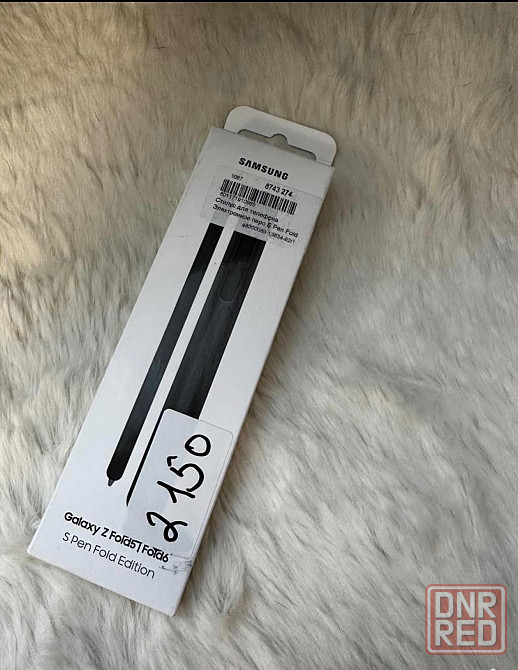 SAMSUNG
1087 8743 274
Стилус для телефона
Электронное перо S Pen Fold
2150
Galaxy Z Fold5 | Fold6
S Pen Fold Edition
DNR
RED